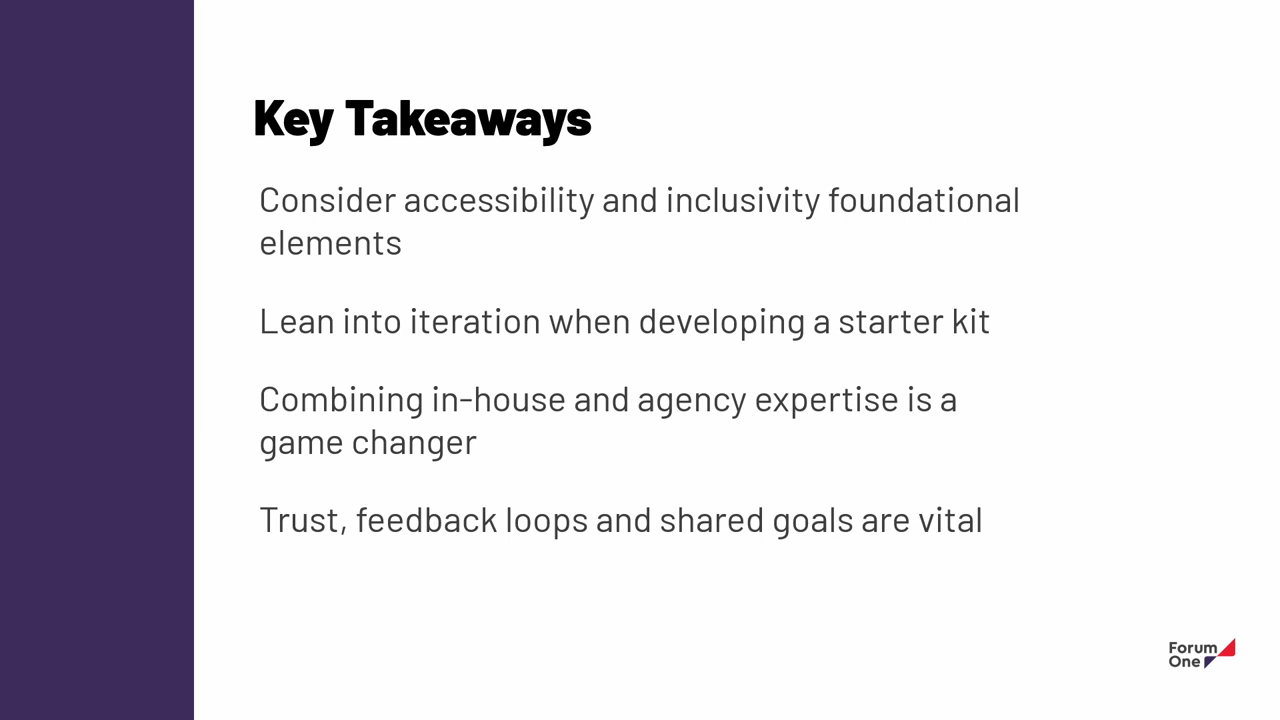 Key Takeaways
Consider accessibility and inclusivity foundational
elements
Lean into iteration when developing a starter kit
Combining in-house and agency expertise is a
game changer
Trust, feedback loops and shared goals are vital
Forum
One